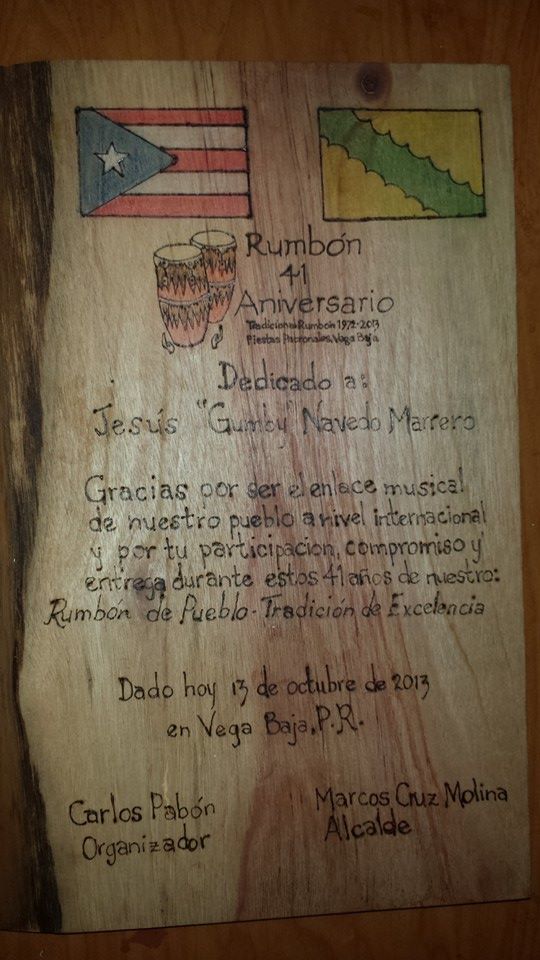 Rumbón
41
Aniversario
Tradicional Rumbón 1972-2013
Fiestas Patronales, Vega Baja
Dedicado a:
Jesús "Gumby" Navedo Marrero
Gracias por ser el enlace musical
de nuestro pueblo a nivel internacional
y por tu participacion, compromiso y
entrega durante estos 41 años de nuestro:
Rumbón de Pueblo - Tradición de Excelencia
Dado hoy 13 de octubre de 2013
en Vega Baja, P.R.
Carlos Pabón
Organizador
Marcos Cruz Molina
Alcalde